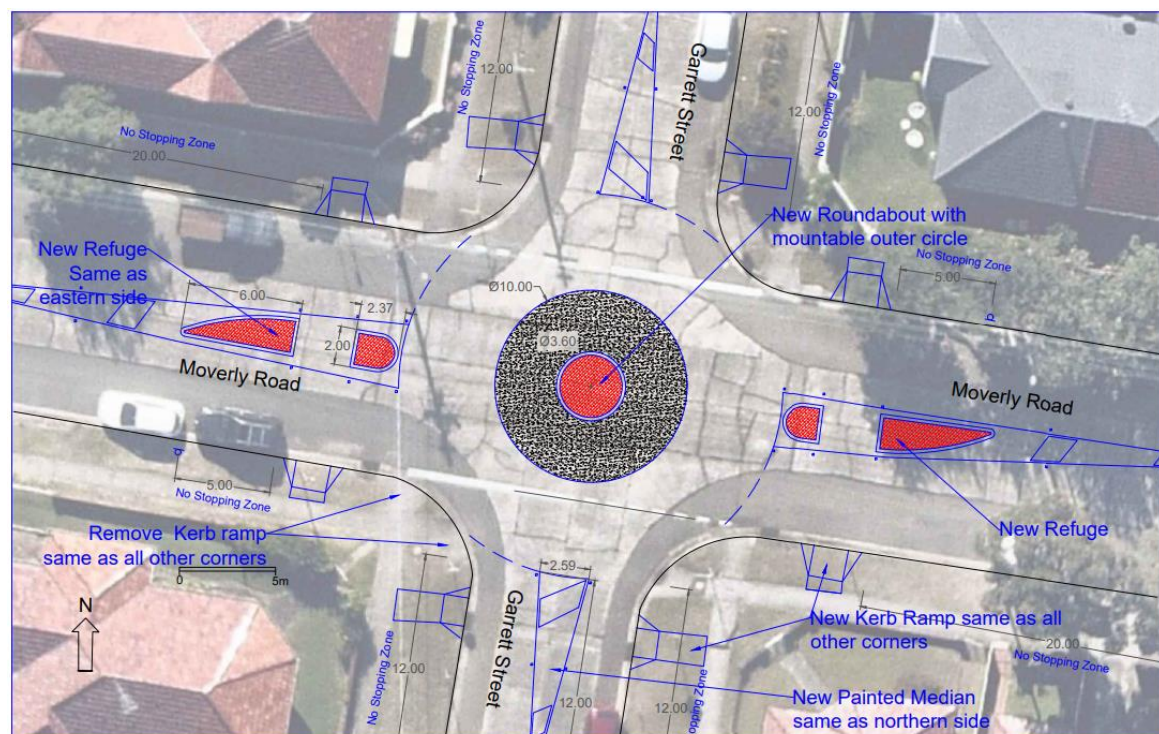 No Stopping Zone
12.00
Garrett Street
12.00
No Stopping Zone
No Stopping Zone
20.00
New Roundabout with
mountable outer circle
New Refuge
Same as
eastern side
6.00
2.37
2.00
Ø10.00
Ø3.60
No Stopping Zone
5.00
Moverly Road
Moverly Road
5.00
No Stopping Zone
New Refuge
Remove Kerb ramp
same as all other corners
0 5m
2.59
N
No Stopping Zone
12.00
Garrett Street
12.00
12.00
No Stopping Zone
New Kerb Ramp same as all
other corners
20.00
No Stopping Zone
New Painted Median
same as northern side